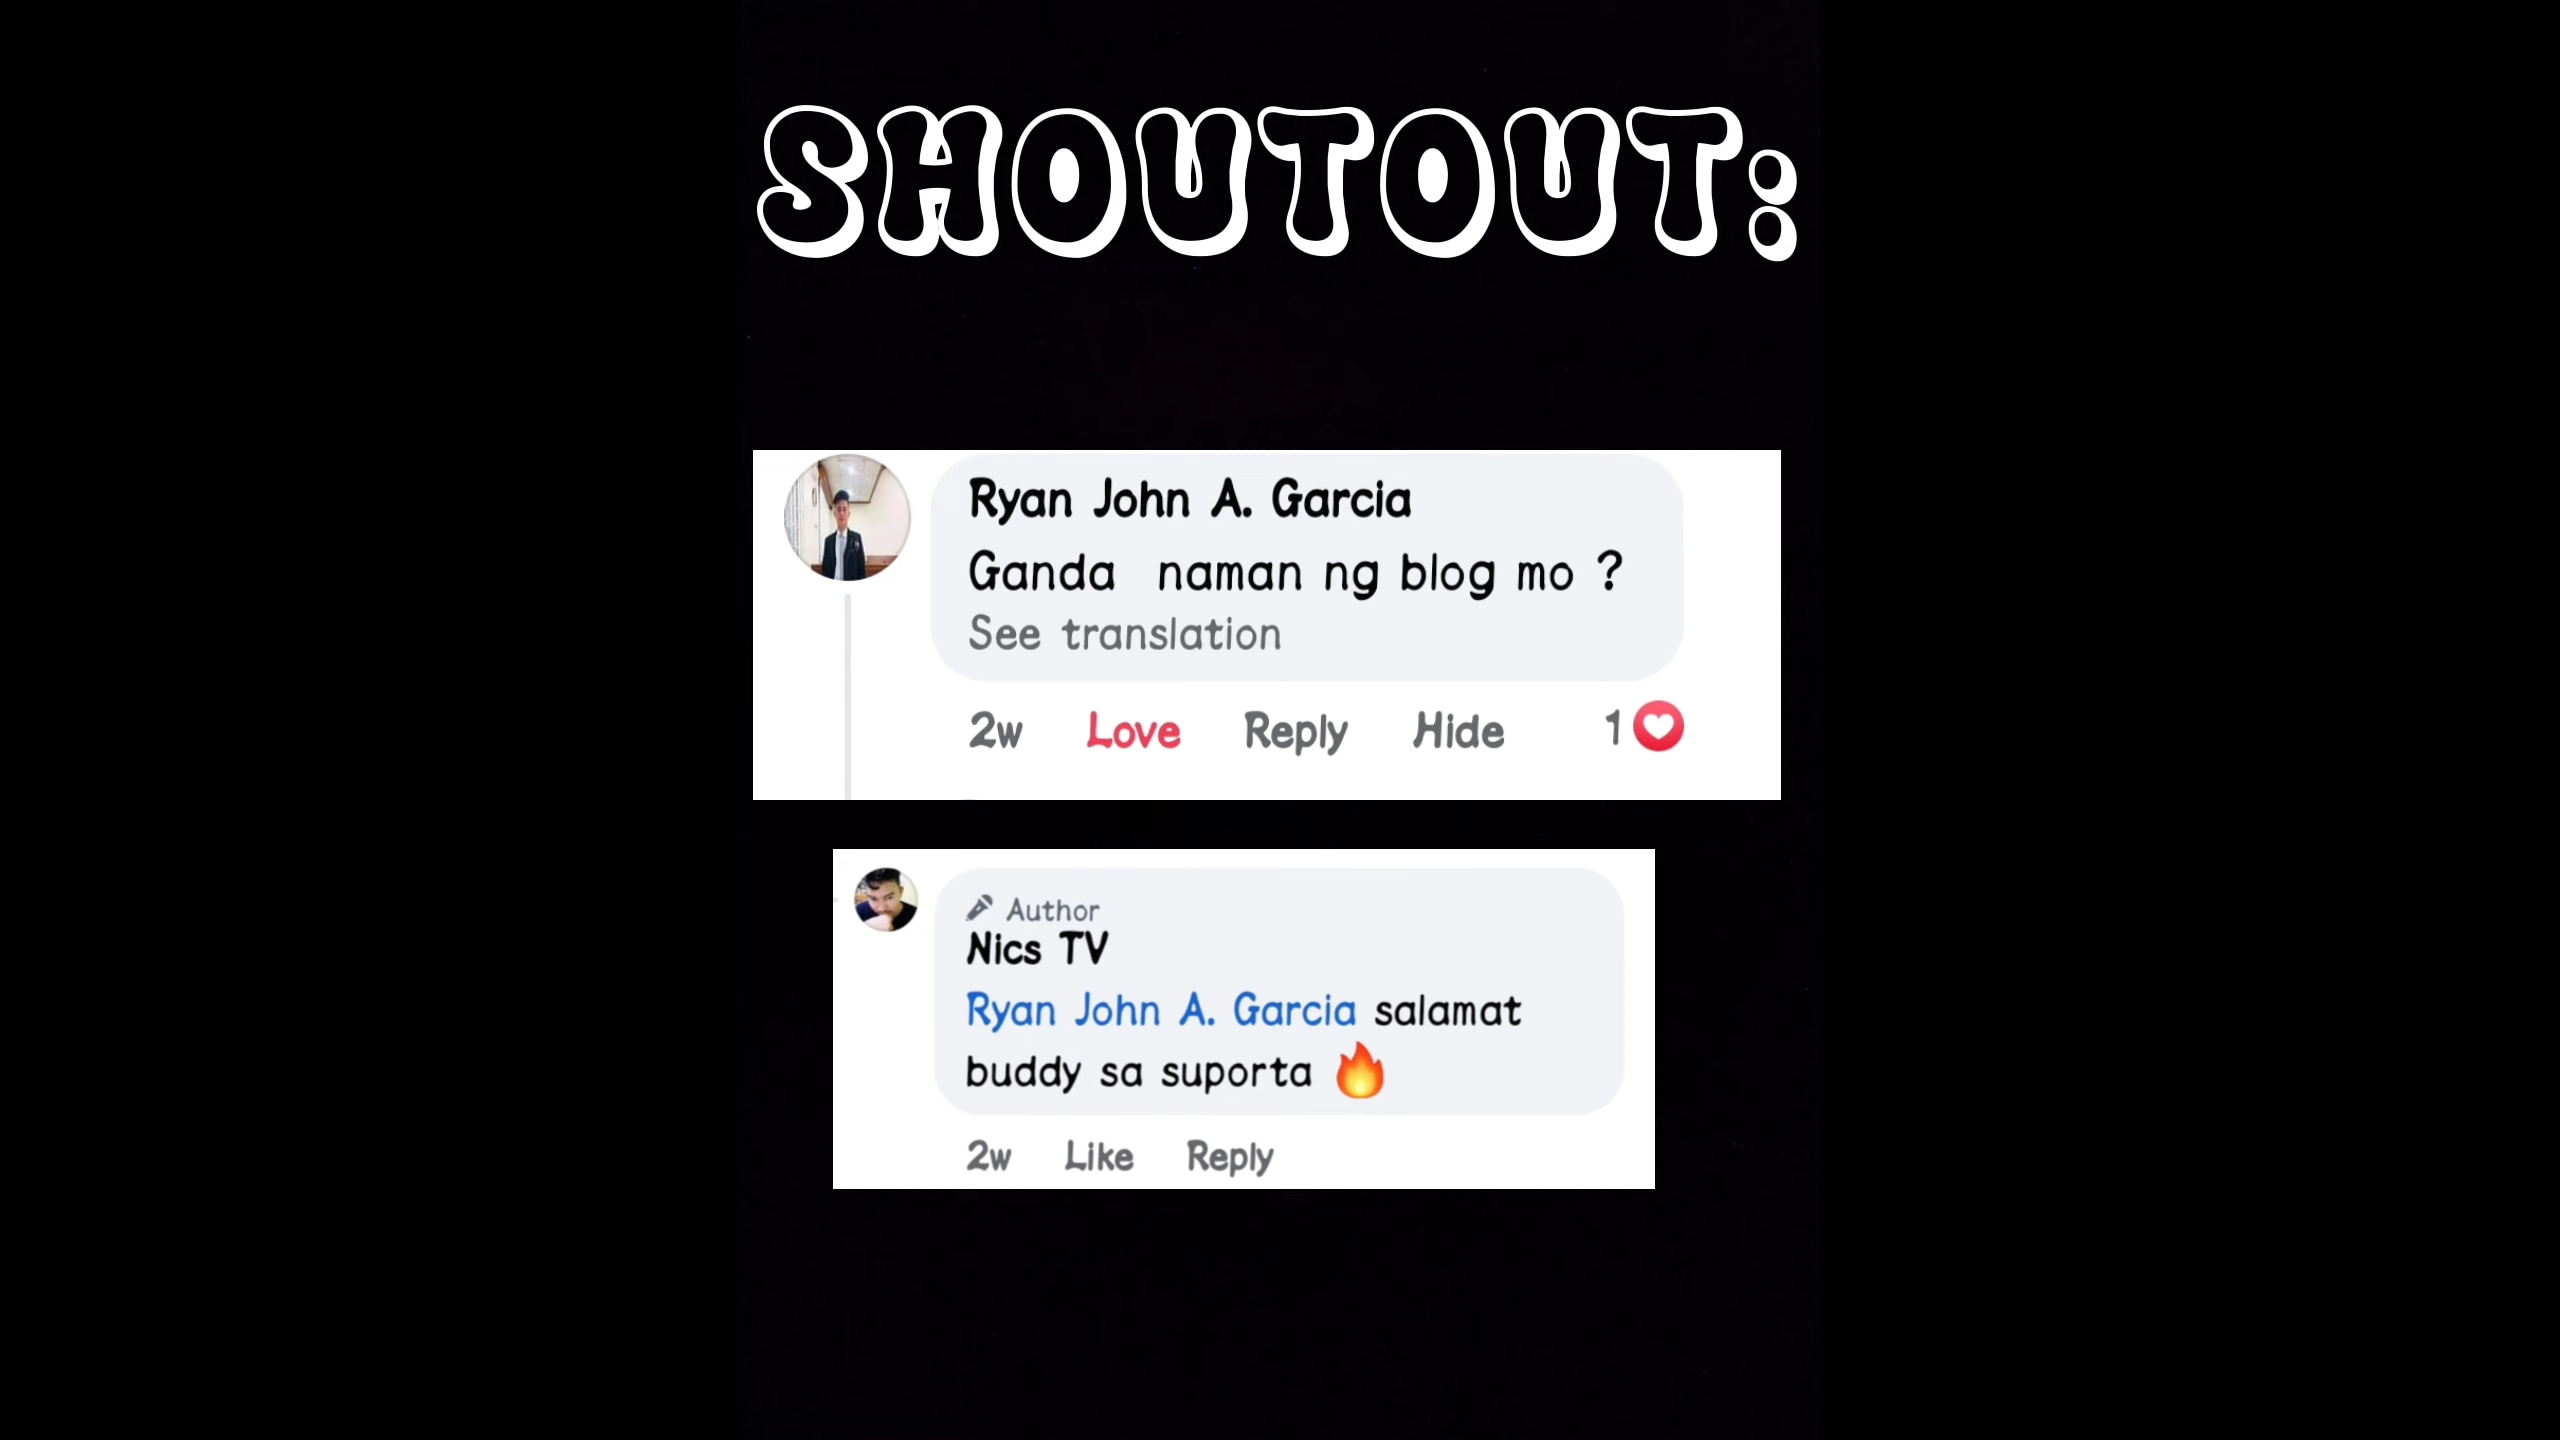 SHOUTOUT:
Ryan John A. Garcia
Ganda naman ng blog mo ?
See translation
2w Love Reply Hide 1
Author
Nics TV
Ryan John A. Garcia salamat
buddy sa suporta 🔥
2w Like Reply